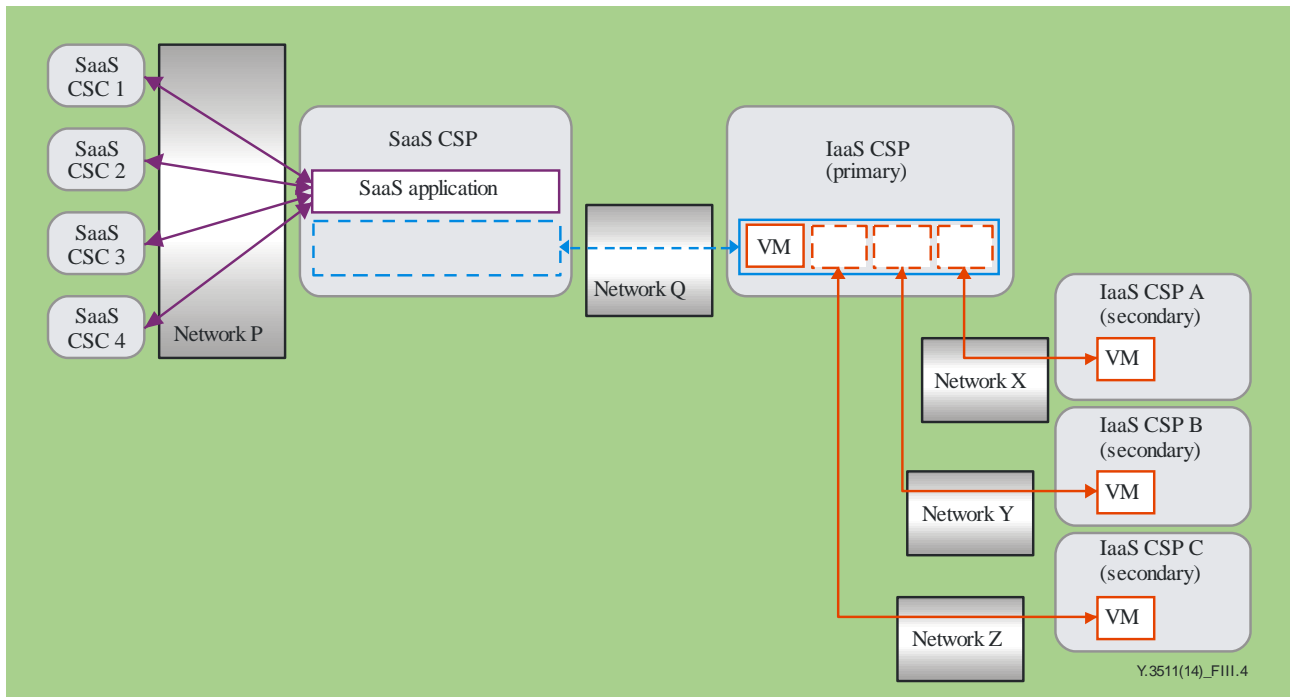 SaaS
CSC 1
SaaS
CSC 2
SaaS
CSC 3
SaaS
CSC 4
Network P
SaaS CSP
SaaS application
Network Q
IaaS CSP
(primary)
VM
IaaS CSP A
(secondary)
VM
Network X
IaaS CSP B
(secondary)
VM
Network Y
IaaS CSP C
(secondary)
VM
Network Z
Y.3511(14)_FIII.4